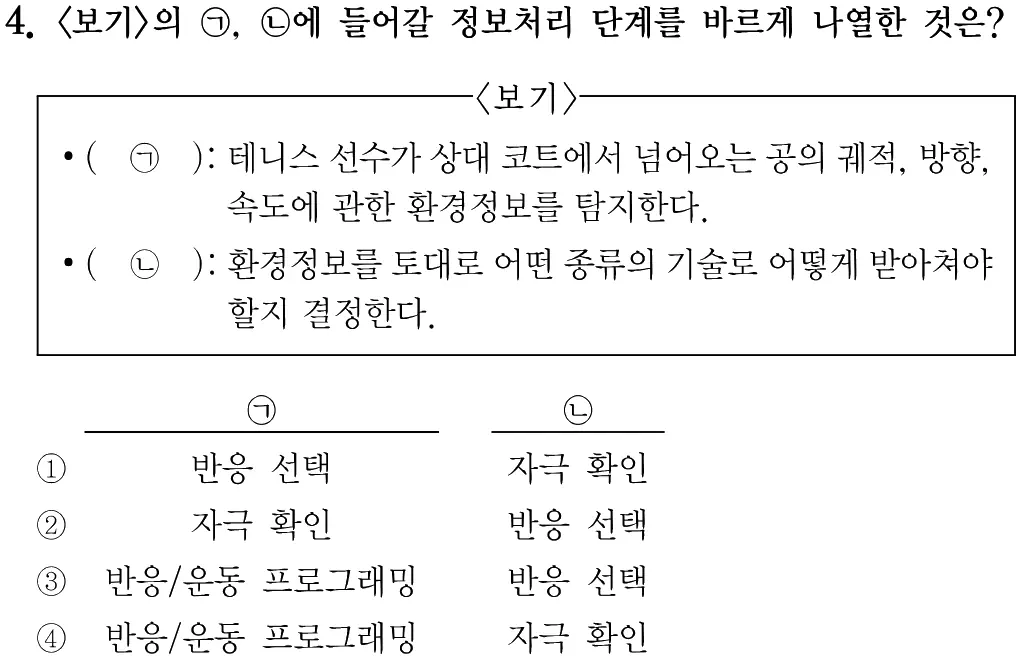 4. 〈보기〉의 ㉠, ㉡에 들어갈 정보처리 단계를 바르게 나열한 것은?
〈보기〉
• ( ㉠ ): 테니스 선수가 상대 코트에서 넘어오는 공의 궤적, 방향,
속도에 관한 환경정보를 탐지한다.
• ( ㉡ ): 환경정보를 토대로 어떤 종류의 기술로 어떻게 받아쳐야
할지 결정한다.
㉠ ㉡
① 반응 선택 자극 확인
② 자극 확인 반응 선택
③ 반응/운동 프로그래밍 반응 선택
④ 반응/운동 프로그래밍 자극 확인